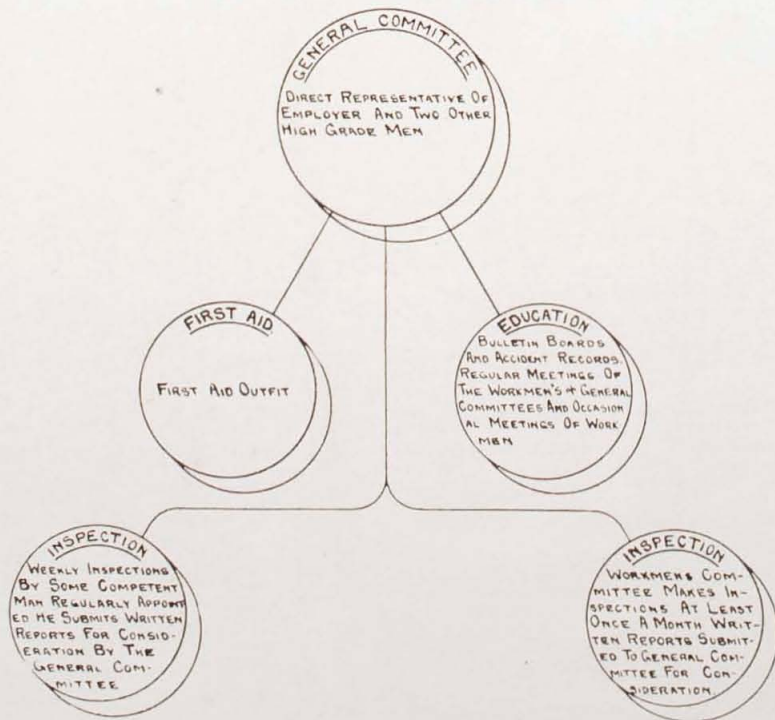 GENERAL COMMITTEE
DIRECT REPRESENTATIVE OF
EMPLOYER AND TWO OTHER
HIGH GRADE MEN
FIRST AID
FIRST AID OUTFIT
EDUCATION
BULLETIN BOARDS
AND ACCIDENT RECORDS.
REGULAR MEETINGS OF
THE WORKMEN'S + GENERAL
COMMITTEES AND OCCASION
AL MEETINGS OF WORK
MEN
INSPECTION
WEEKLY INSPECTIONS
BY SOME COMPETENT
MAN REGULARLY APPOINT
ED HE SUBMITS WRITTEN
REPORTS FOR CONSID-
ERATION BY THE
GENERAL COM-
MITTEE
INSPECTION
WORKMENS COM-
MITTEE MAKES IN-
SPECTIONS AT LEAST
ONCE A MONTH WRIT-
TEN REPORTS SUBMIT-
ED TO GENERAL COM-
MITTEE FOR CON-
SIDERATION.